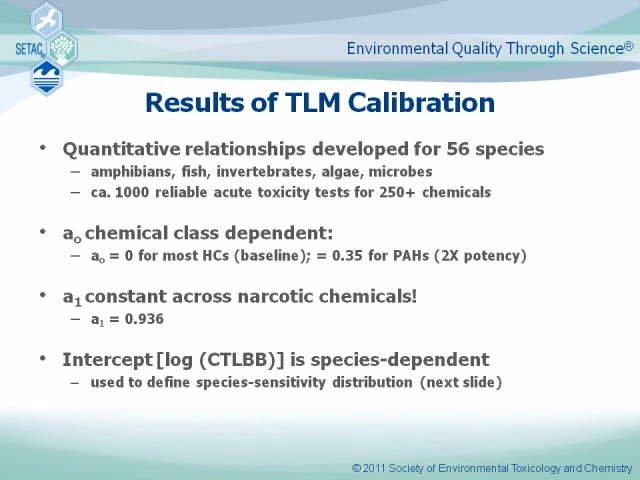 SETAC
Environmental Quality Through Science®
Results of TLM Calibration
• Quantitative relationships developed for 56 species
– amphibians, fish, invertebrates, algae, microbes
– ca. 1000 reliable acute toxicity tests for 250+ chemicals
• ao chemical class dependent:
– ao = 0 for most HCs (baseline); = 0.35 for PAHs (2X potency)
• a1 constant across narcotic chemicals!
– a1 = 0.936
• Intercept [log (CTLBB)] is species-dependent
– used to define species-sensitivity distribution (next slide)
© 2011 Society of Environmental Toxicology and Chemistry